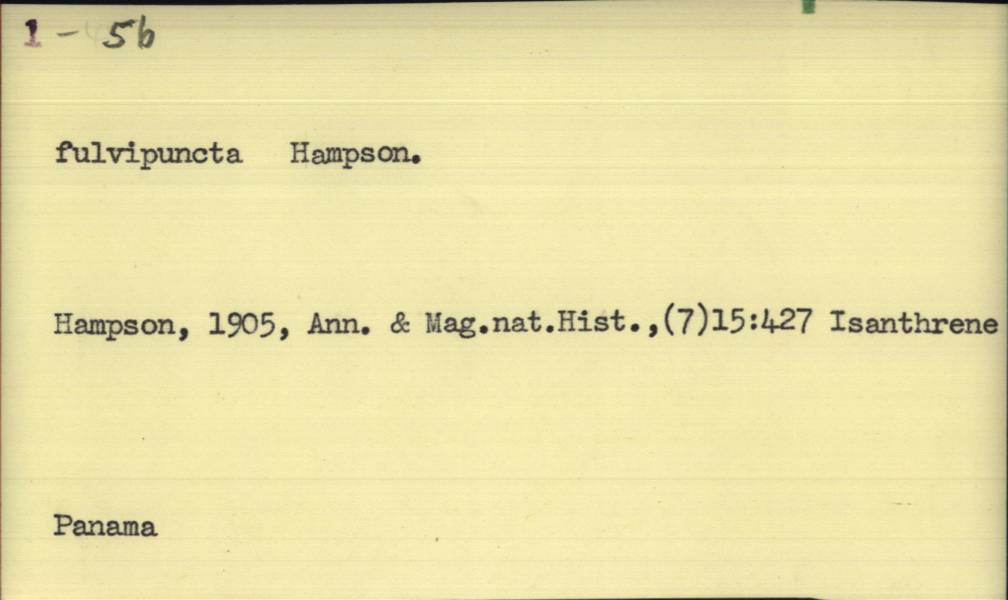 1 - 5b
fulvipuncta Hampson.
Hampson, 1905, Ann. & Mag.nat.Hist.,(7)15:427 Isanthrene
Panama